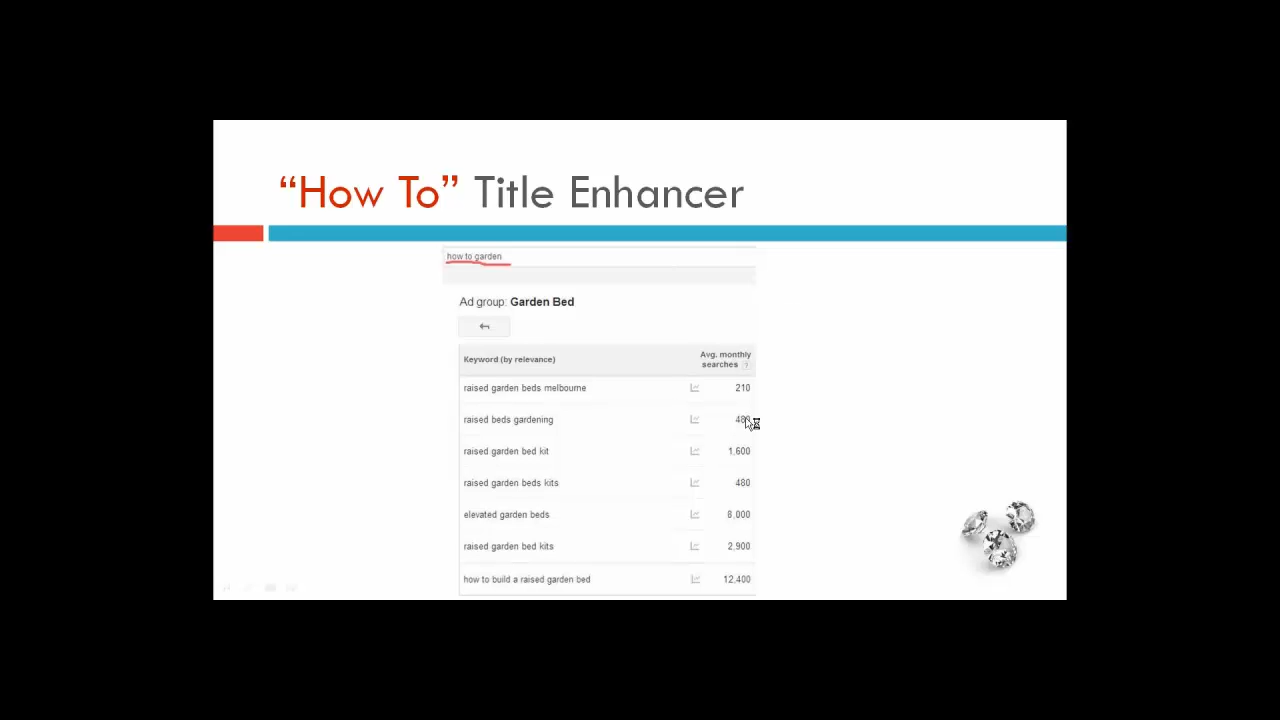 “How To” Title Enhancer
how to garden
Ad group: Garden Bed
Keyword (by relevance) Avg. monthly searches ?
raised garden beds melbourne 210
raised beds gardening 480
raised garden bed kit 1,600
raised garden beds kits 480
elevated garden beds 8,000
raised garden bed kits 2,900
how to build a raised garden bed 12,400